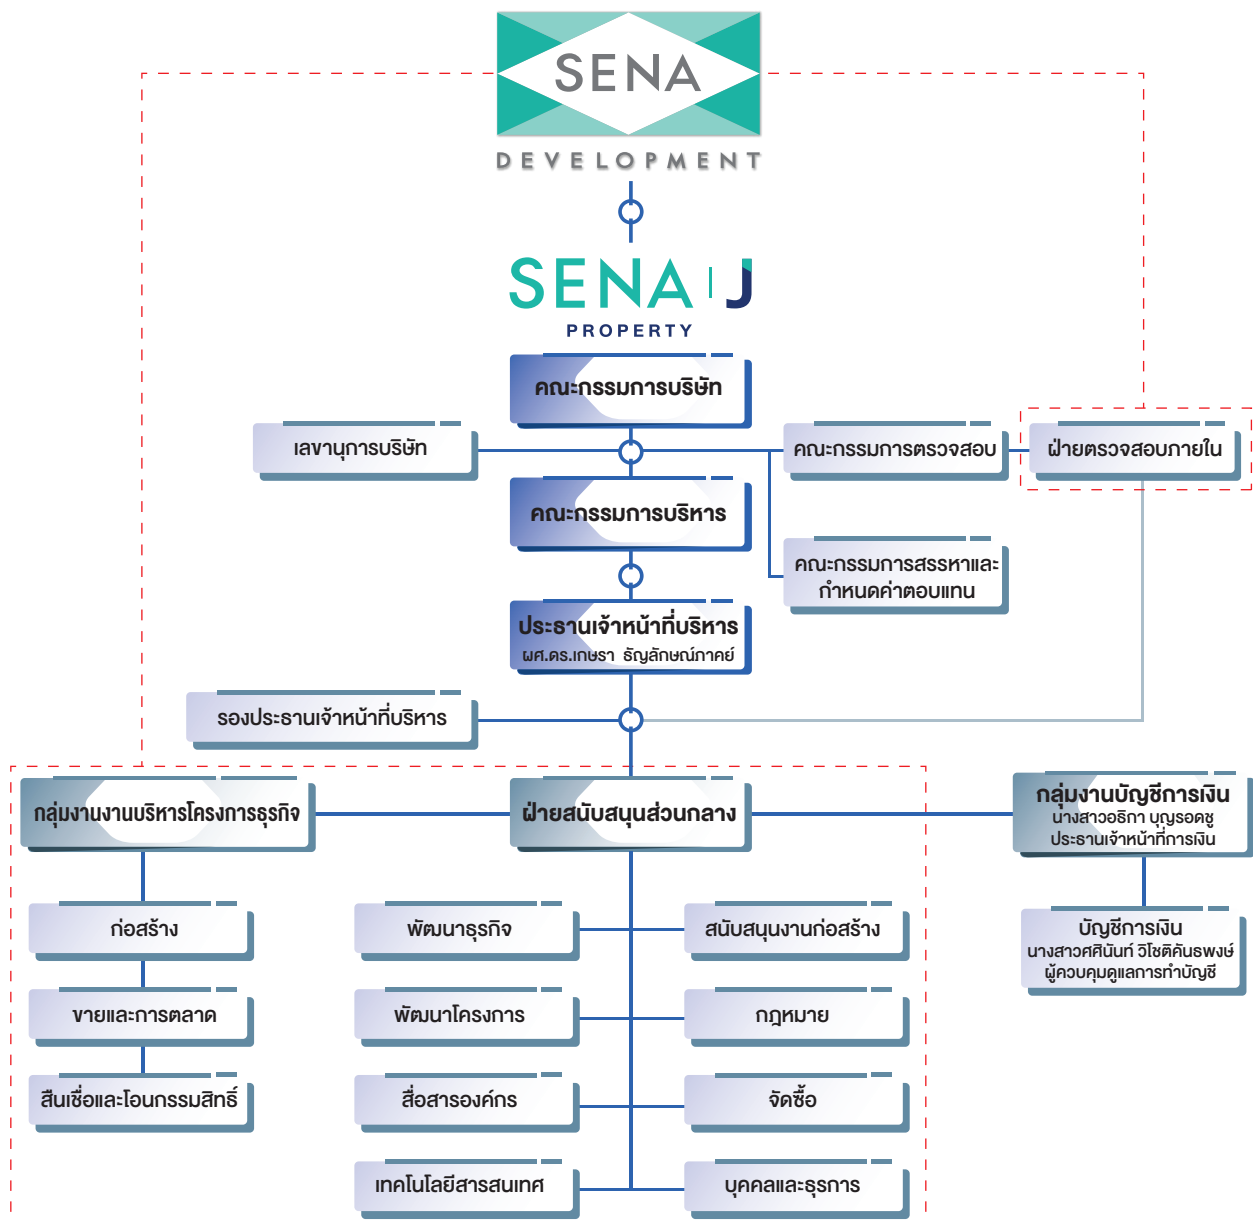 SENA
DEVELOPMENT
SENA J
PROPERTY
คณะกรรมการบริษัท
เลขานุการบริษัท
คณะกรรมการตรวจสอบ
ฝ่ายตรวจสอบภายใน
คณะกรรมการบริหาร
คณะกรรมการสรรหาและ
กำหนดค่าตอบแทน
ประธานเจ้าหน้าที่บริหาร
ผศ.ดร.เกษรา ธัญลักษณ์ภาคย์
รองประธานเจ้าหน้าที่บริหาร
กลุ่มงานงานบริหารโครงการธุรกิจ
ฝ่ายสนับสนุนส่วนกลาง
กลุ่มงานบัญชีการเงิน
นางสาวอธิกา บุญรอดชู
ประธานเจ้าหน้าที่การเงิน
ก่อสร้าง
ขายและการตลาด
สินเชื่อและโอนกรรมสิทธิ์
พัฒนาธุรกิจ
สนับสนุนงานก่อสร้าง
พัฒนาโครงการ
กฎหมาย
สื่อสารองค์กร
จัดซื้อ
เทคโนโลยีสารสนเทศ
บุคคลและธุรการ
บัญชีการเงิน
นางสาวศศินันท์ วิโชติคันธพงษ์
ผู้ควบคุมดูแลการทำบัญชี